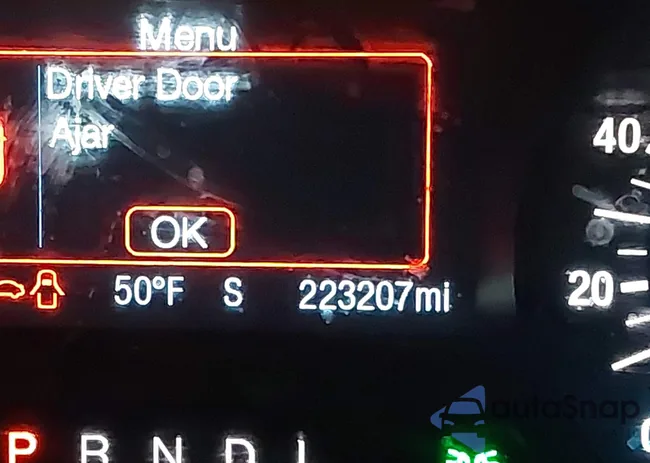 Menu
Driver Door
Ajar
OK
40
50°F S 223207mi
20
autoSnap
P R N D L